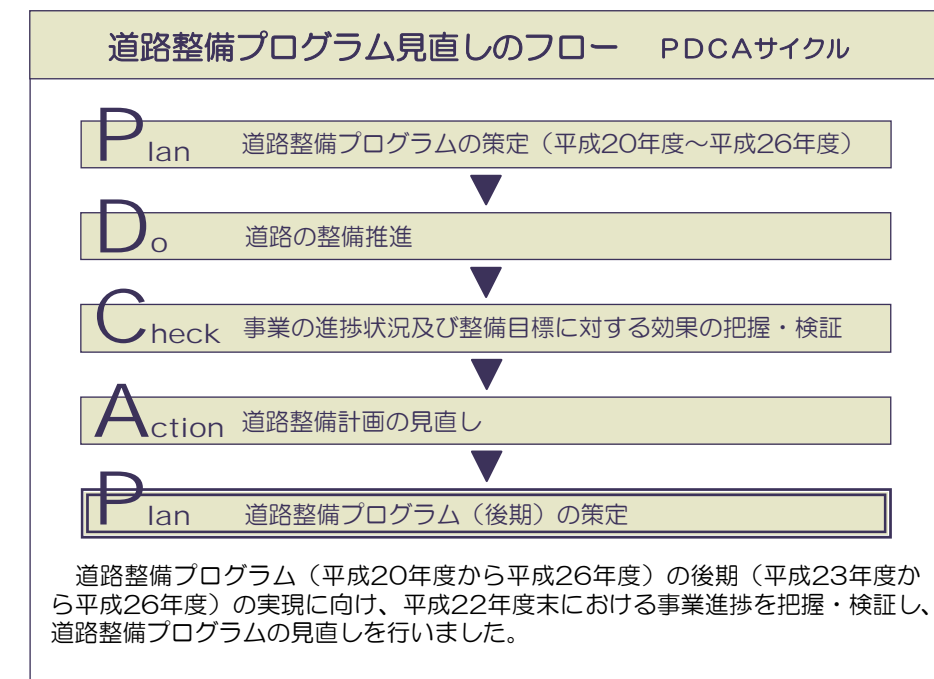 道路整備プログラム見直しのフロー　PDCAサイクル
Plan　道路整備プログラムの策定（平成20年度～平成26年度）
Do　道路の整備推進
Check　事業の進捗状況及び整備目標に対する効果の把握・検証
Action　道路整備計画の見直し
Plan　道路整備プログラム（後期）の策定
道路整備プログラム（平成20年度から平成26年度）の後期（平成23年度か
ら平成26年度）の実現に向け、平成22年度末における事業進捗を把握・検証し、
道路整備プログラムの見直しを行いました。